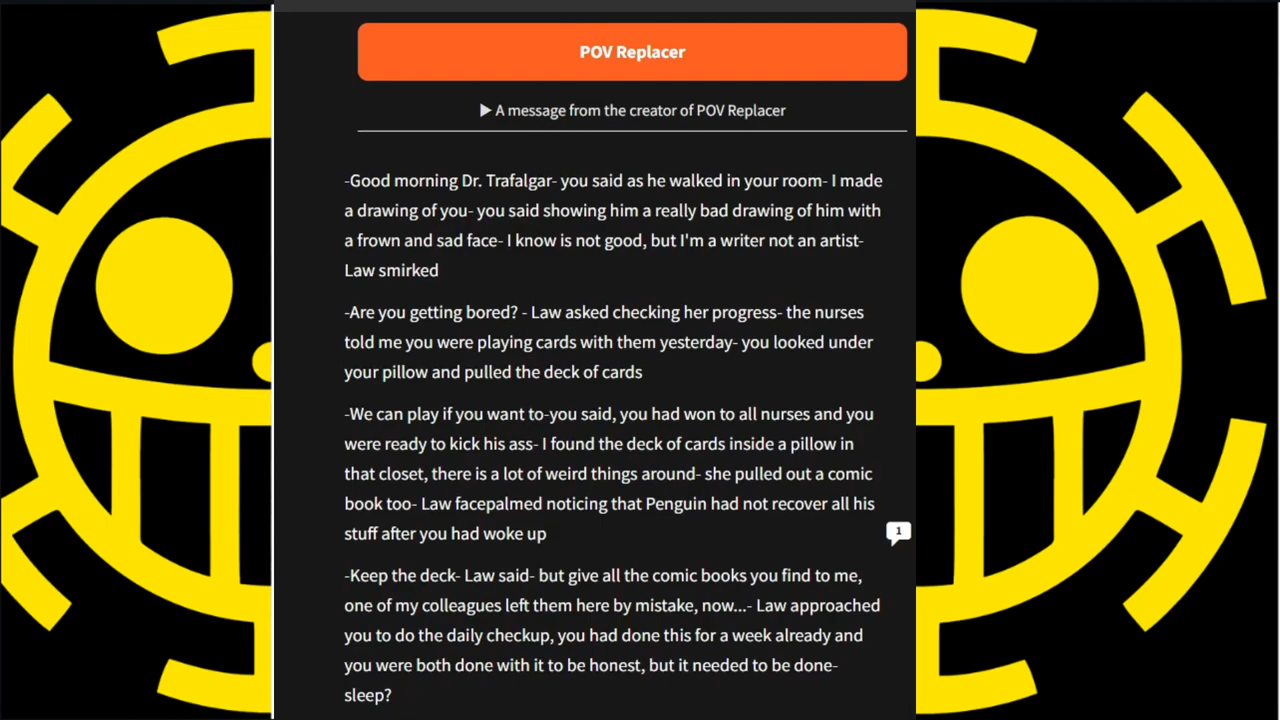 POV Replacer
▶ A message from the creator of POV Replacer
-Good morning Dr. Trafalgar- you said as he walked in your room- I made
a drawing of you- you said showing him a really bad drawing of him with
a frown and sad face- I know is not good, but I'm a writer not an artist-
Law smirked
-Are you getting bored? - Law asked checking her progress- the nurses
told me you were playing cards with them yesterday- you looked under
your pillow and pulled the deck of cards
-We can play if you want to-you said, you had won to all nurses and you
were ready to kick his ass- I found the deck of cards inside a pillow in
that closet, there is a lot of weird things around- she pulled out a comic
book too- Law facepalmed noticing that Penguin had not recover all his
stuff after you had woke up
1
-Keep the deck- Law said- but give all the comic books you find to me,
one of my colleagues left them here by mistake, now...- Law approached
you to do the daily checkup, you had done this for a week already and
you were both done with it to be honest, but it needed to be done-
sleep?